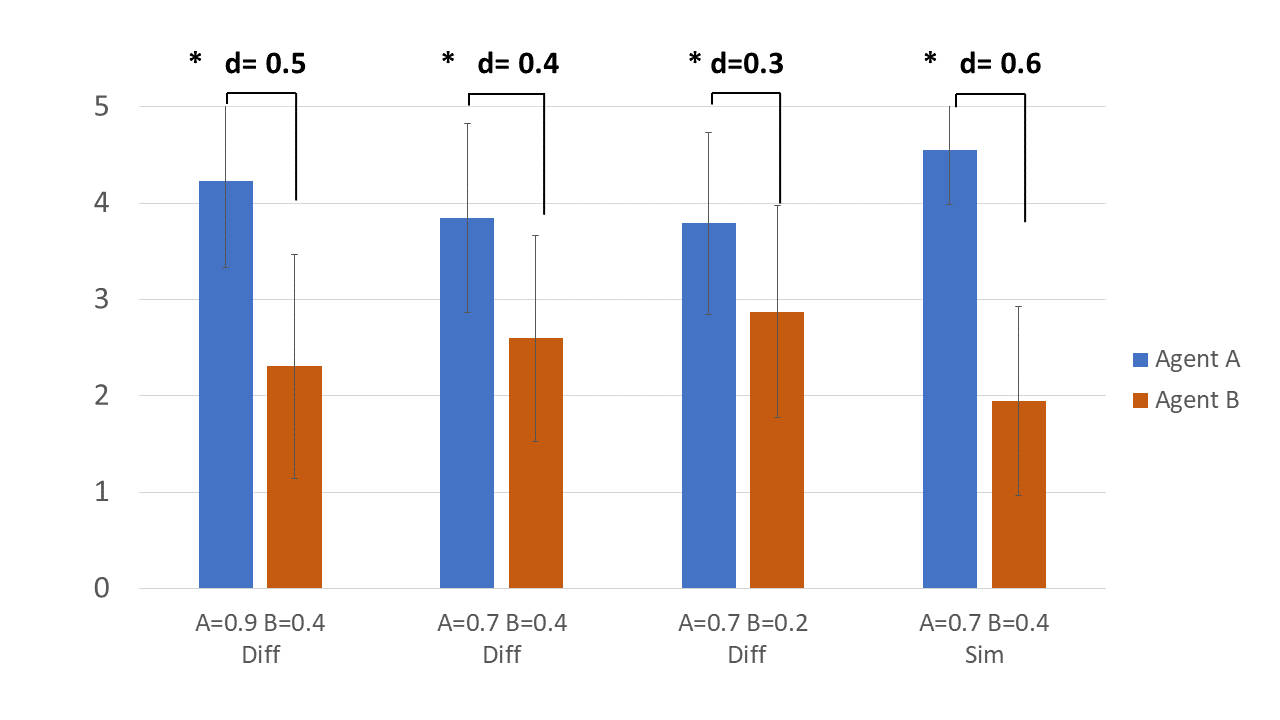 * d= 0.5
* d= 0.4
* d=0.3
* d= 0.6
5
4
3
2
1
0
Agent A
Agent B
A=0.9 B=0.4
Diff
A=0.7 B=0.4
Diff
A=0.7 B=0.2
Diff
A=0.7 B=0.4
Sim